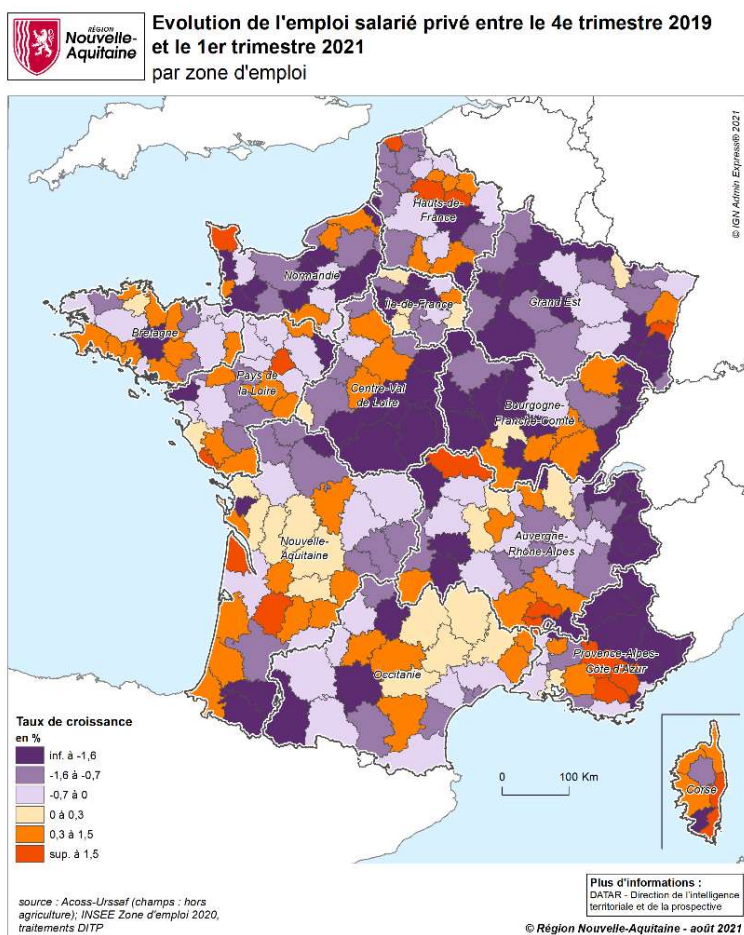 RÉGION
Nouvelle-
Aquitaine
Evolution de l'emploi salarié privé entre le 4e trimestre 2019
et le 1er trimestre 2021
par zone d'emploi
© IGN Admin Express® 2021
Hauts-de-
France
Normandie
Ile-de-France
Grand Est
Bretagne
Pays de
la Loire
Centre-Val
de Loire
Bourgogne-
Franche-Comté
Nouvelle-
Aquitaine
Auvergne-
Rhône-Alpes
Occitanie
Provence-Alpes-
Côte d'Azur
Corse
Taux de croissance
en %
inf. à -1,6
-1,6 à -0,7
-0,7 à 0
0 à 0,3
0,3 à 1,5
sup. à 1,5
0 100 Km
source : Acoss-Urssaf (champs : hors
agriculture); INSEE Zone d'emploi 2020,
traitements DITP
Plus d'informations :
DATAR - Direction de l'intelligence
territoriale et de la prospective
© Région Nouvelle-Aquitaine - août 2021